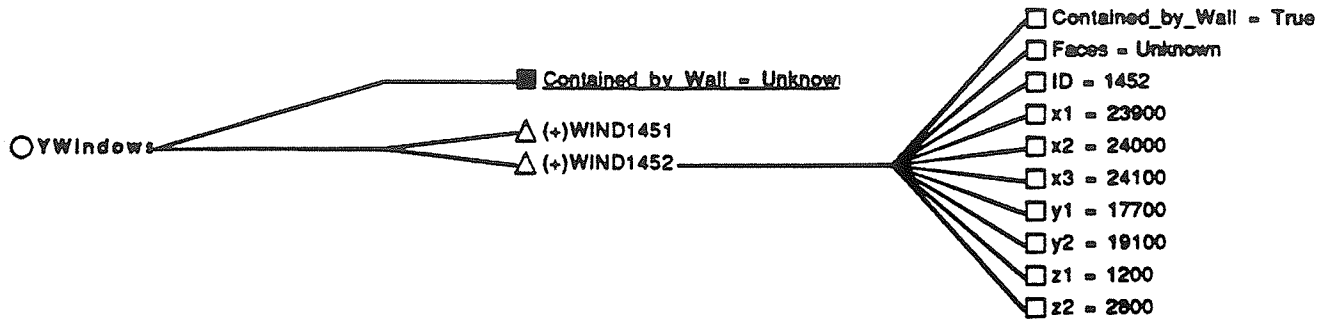 Contained_by_Wall = True
Faces = Unknown
Contained_by_Wall = Unknown
ID = 1452
x1 = 23900
(+)WIND1451
YWindows
x2 = 24000
(+)WIND1452
x3 = 24100
y1 = 17700
y2 = 19100
z1 = 1200
z2 = 2800